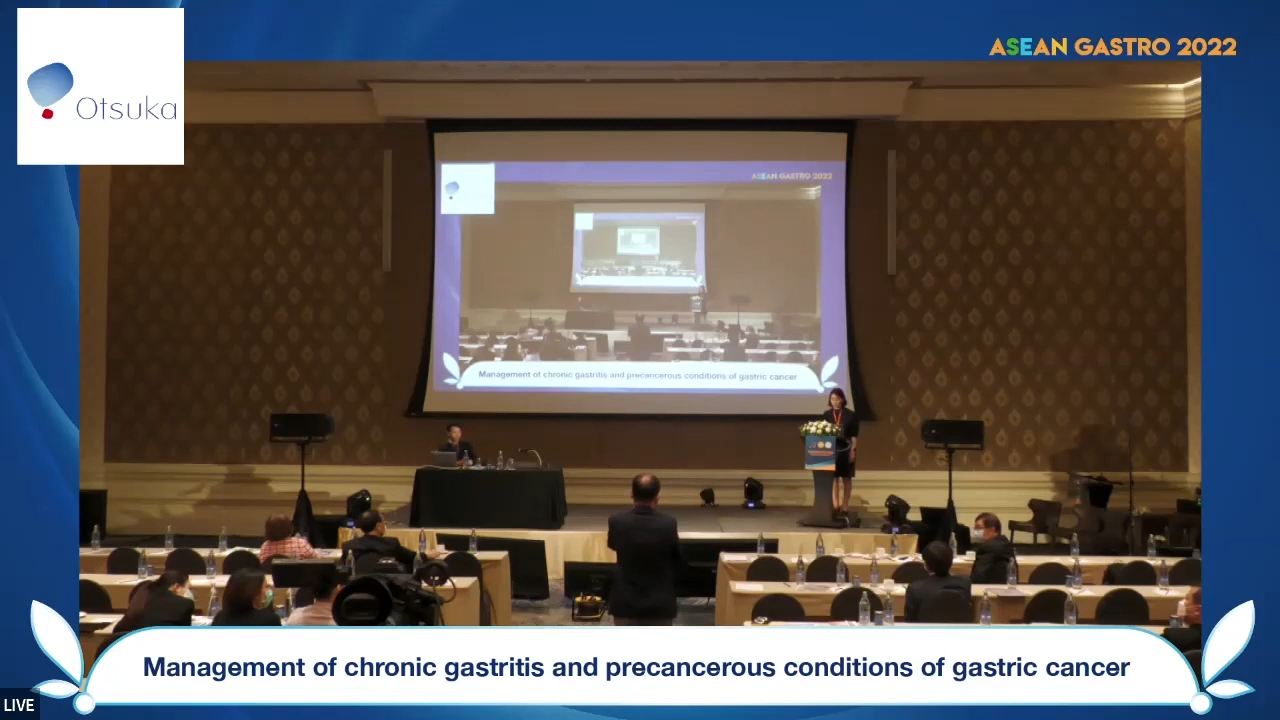 Otsuka
ASEAN GASTRO 2022
ASEAN GASTRO 2022
Management of chronic gastritis and precancerous conditions of gastric cancer
Management of chronic gastritis and precancerous conditions of gastric cancer
LIVE